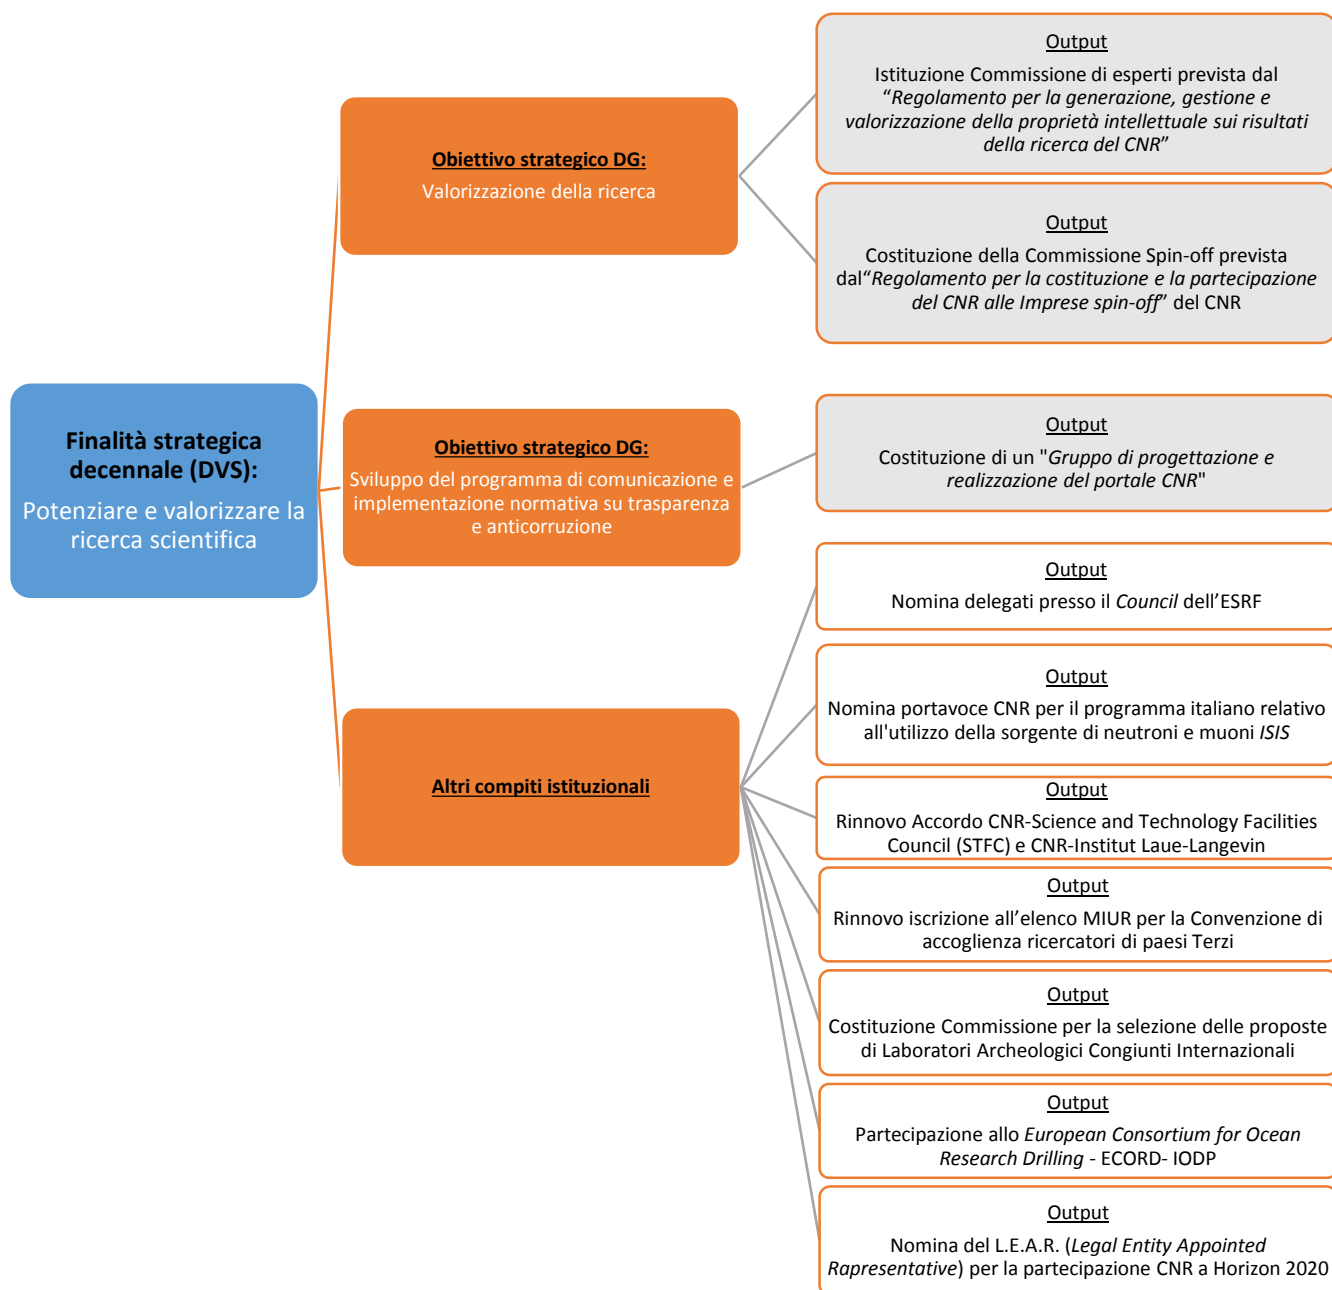 Finalità strategica
decennale (DVS):
Potenziare e valorizzare la
ricerca scientifica
Obiettivo strategico DG:
Valorizzazione della ricerca
Output
Istituzione Commissione di esperti prevista dal
“Regolamento per la generazione, gestione e
valorizzazione della proprietà intellettuale sui risultati
della ricerca del CNR”
Output
Costituzione della Commissione Spin-off prevista
dal“Regolamento per la costituzione e la partecipazione
del CNR alle Imprese spin-off” del CNR
Obiettivo strategico DG:
Sviluppo del programma di comunicazione e
implementazione normativa su trasparenza
e anticorruzione
Output
Costituzione di un "Gruppo di progettazione e
realizzazione del portale CNR"
Altri compiti istituzionali
Output
Nomina delegati presso il Council dell’ESRF
Output
Nomina portavoce CNR per il programma italiano relativo
all'utilizzo della sorgente di neutroni e muoni ISIS
Output
Rinnovo Accordo CNR-Science and Technology Facilities
Council (STFC) e CNR-Institut Laue-Langevin
Output
Rinnovo iscrizione all’elenco MIUR per la Convenzione di
accoglienza ricercatori di paesi Terzi
Output
Costituzione Commissione per la selezione delle proposte
di Laboratori Archeologici Congiunti Internazionali
Output
Partecipazione allo European Consortium for Ocean
Research Drilling - ECORD- IODP
Output
Nomina del L.E.A.R. (Legal Entity Appointed
Rapresentative) per la partecipazione CNR a Horizon 2020